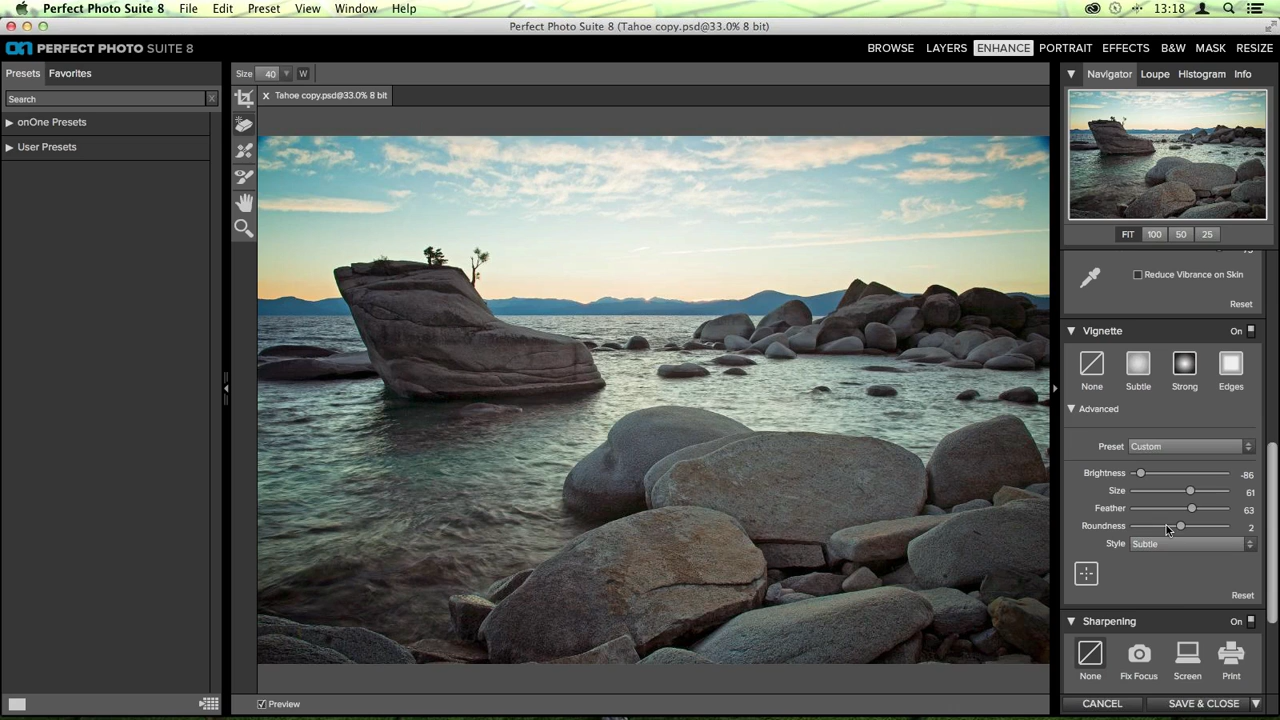 Perfect Photo Suite 8 File Edit Preset View Window Help 13:18
Perfect Photo Suite 8 (Tahoe copy.psd@33.0% 8 bit)
on PERFECT PHOTO SUITE 8 BROWSE LAYERS ENHANCE PORTRAIT EFFECTS B&W MASK RESIZE
Presets Favorites Size 40 W Navigator Loupe Histogram Info
Search X X Tahoe copy.psd@33.0% 8 bit
onOne Presets
User Presets
FIT 100 50 25
Reduce Vibrance on Skin
Reset
Vignette On
None Subtle Strong Edges
Advanced
Preset Custom
Brightness -86
Size 61
Feather 63
Roundness 2
Style Subtle
Reset
Sharpening On
None Fix Focus Screen Print
Preview CANCEL SAVE & CLOSE